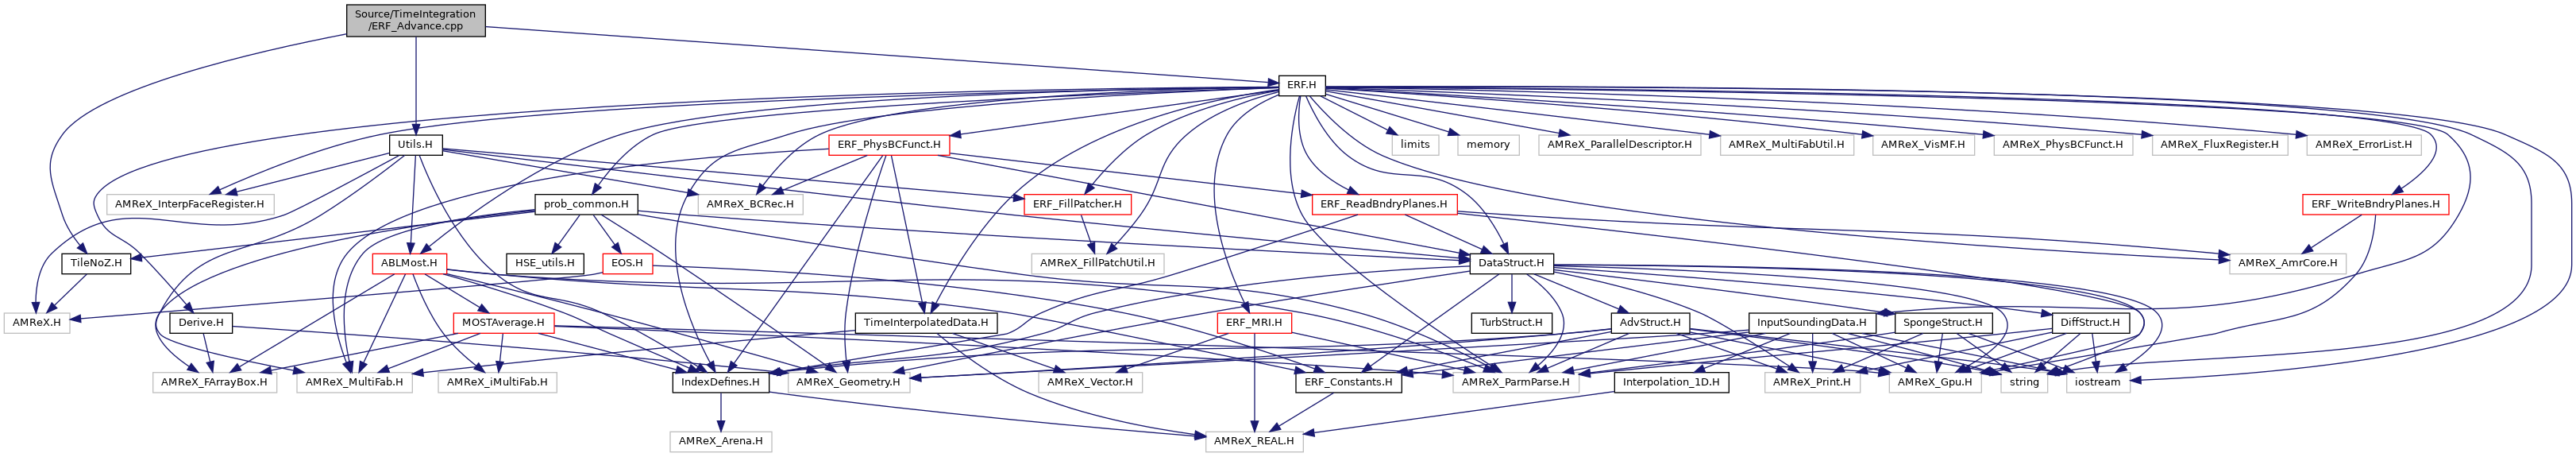 Source/TimeIntegration
/ERF_Advance.cpp
ERF.H
Utils.H
ERF_PhysBCFunct.H
limits
memory
AMReX_ParallelDescriptor.H
AMReX_MultiFabUtil.H
AMReX_VisMF.H
AMReX_PhysBCFunct.H
AMReX_FluxRegister.H
AMReX_ErrorList.H
AMReX_InterpFaceRegister.H
prob_common.H
AMReX_BCRec.H
ERF_FillPatcher.H
ERF_ReadBndryPlanes.H
ERF_WriteBndryPlanes.H
TileNoZ.H
ABLMost.H
HSE_utils.H
EOS.H
AMReX_FillPatchUtil.H
DataStruct.H
AMReX_AmrCore.H
AMReX.H
Derive.H
MOSTAverage.H
TimeInterpolatedData.H
ERF_MRI.H
TurbStruct.H
AdvStruct.H
InputSoundingData.H
SpongeStruct.H
DiffStruct.H
AMReX_FArrayBox.H
AMReX_MultiFab.H
AMReX_iMultiFab.H
IndexDefines.H
AMReX_Geometry.H
AMReX_Vector.H
ERF_Constants.H
AMReX_ParmParse.H
Interpolation_1D.H
AMReX_Print.H
AMReX_Gpu.H
string
iostream
AMReX_Arena.H
AMReX_REAL.H